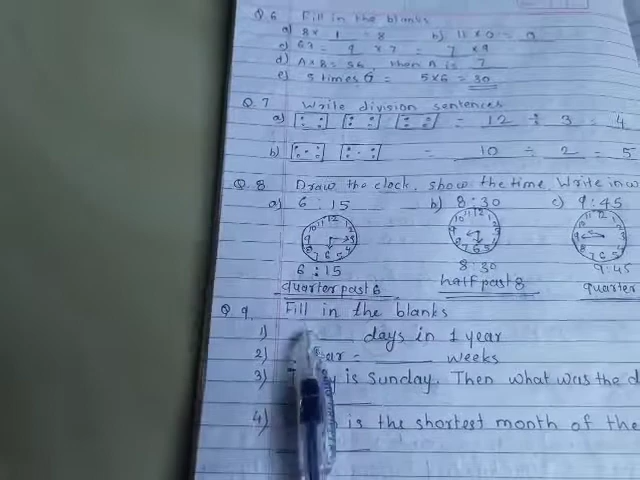 Q 6 Fill in the blanks
a) 8 x 1 = 8 b) 11 x 0 = 0
c) 63 = 9 x 7 = 7 x 9
d) A x 8 = 56, then A is 7
e) 5 times 6 = 5 x 6 = 30
Q.7 Write division sentences
a) = 12 ÷ 3 = 4
b) = 10 ÷ 2 = 5
Q.8 Draw the clock, show the time. Write in
a) 6 : 15 b) 8 : 30 c) 9 : 45
6 : 15 8 : 30 9 : 45
quarter past 6 half past 8 quarter
Q 9. Fill in the blanks
1) days in 1 year
2) = weeks
3) is Sunday. Then what was the
4) is the shortest month of the